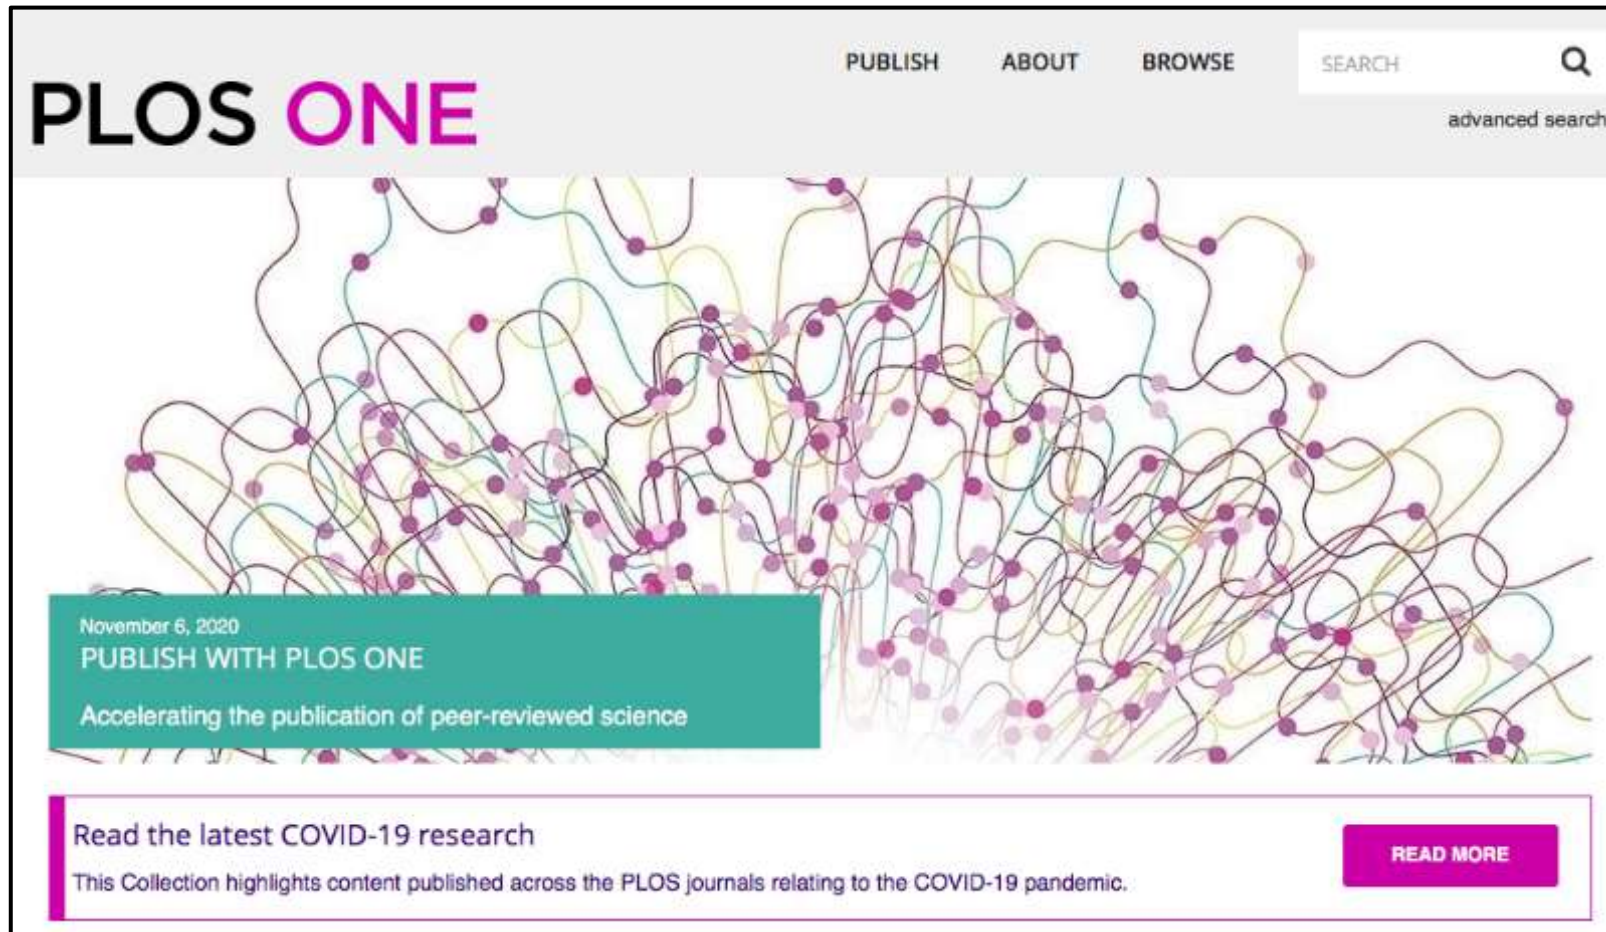 PLOS ONE
PUBLISH
ABOUT
BROWSE
SEARCH
advanced search
November 6, 2020
PUBLISH WITH PLOS ONE
Accelerating the publication of peer-reviewed science
Read the latest COVID-19 research
This Collection highlights content published across the PLOS journals relating to the COVID-19 pandemic.
READ MORE